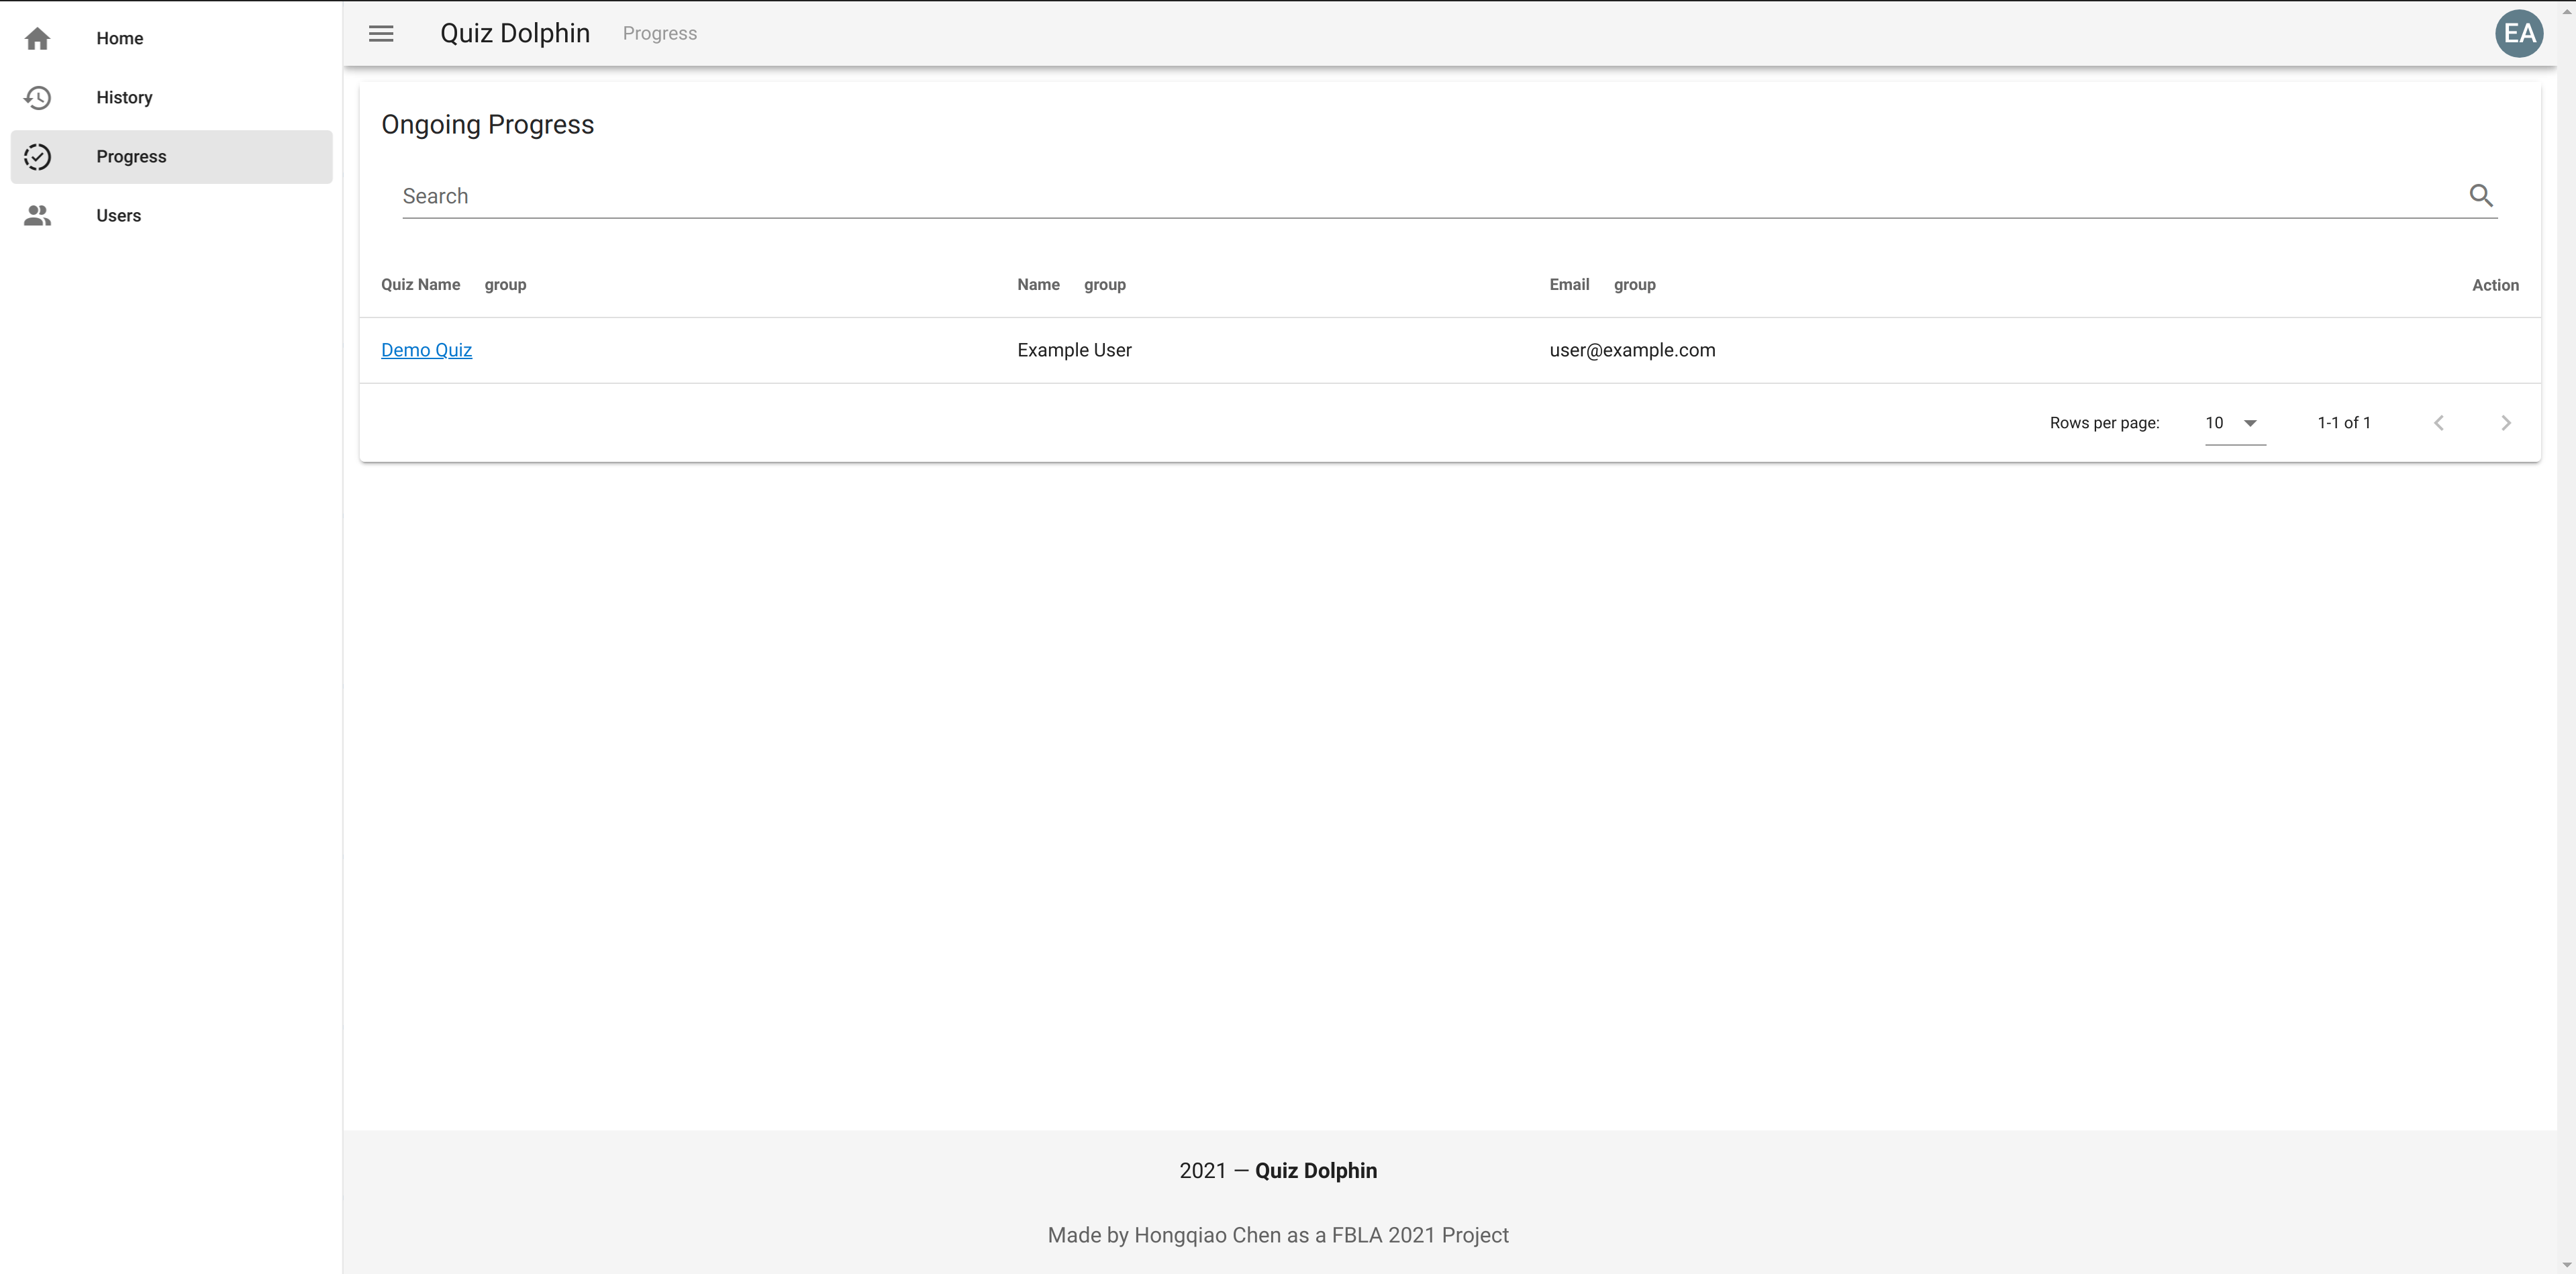 Home
History
Progress
Users
Quiz Dolphin Progress
EA
Ongoing Progress
Search
Quiz Name group Name group Email group Action
Demo Quiz Example User user@example.com
Rows per page: 10 1-1 of 1
2021 — Quiz Dolphin
Made by Hongqiao Chen as a FBLA 2021 Project